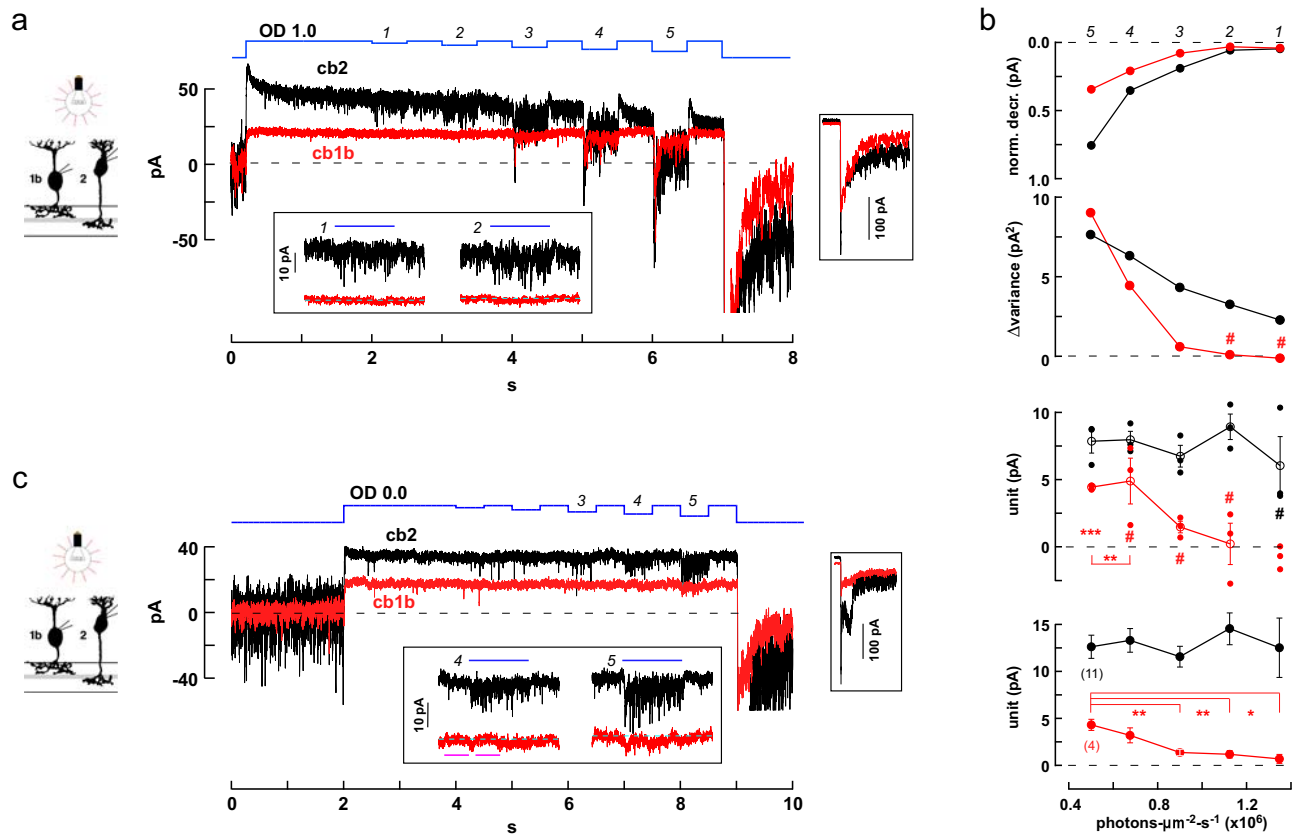 a
OD 1.0
1
2
3
4
5
cb2
cb1b
50
0
-50
pA
1b
2
1
2
10 pA
100 pA
0
2
4
6
8
s
b
5
4
3
2
1
0.0
0.5
1.0
norm. decr. (pA)
10
5
0
Δvariance (pA²)
#
#
10
5
0
unit (pA)
***
**
#
#
#
#
15
10
5
0
unit (pA)
(11)
(4)
**
**
*
0.4
0.8
1.2
photons-µm⁻²-s⁻¹ (x10⁶)
c
OD 0.0
3
4
5
cb2
cb1b
40
0
-40
pA
1b
2
4
5
10 pA
100 pA
0
2
4
6
8
10
s